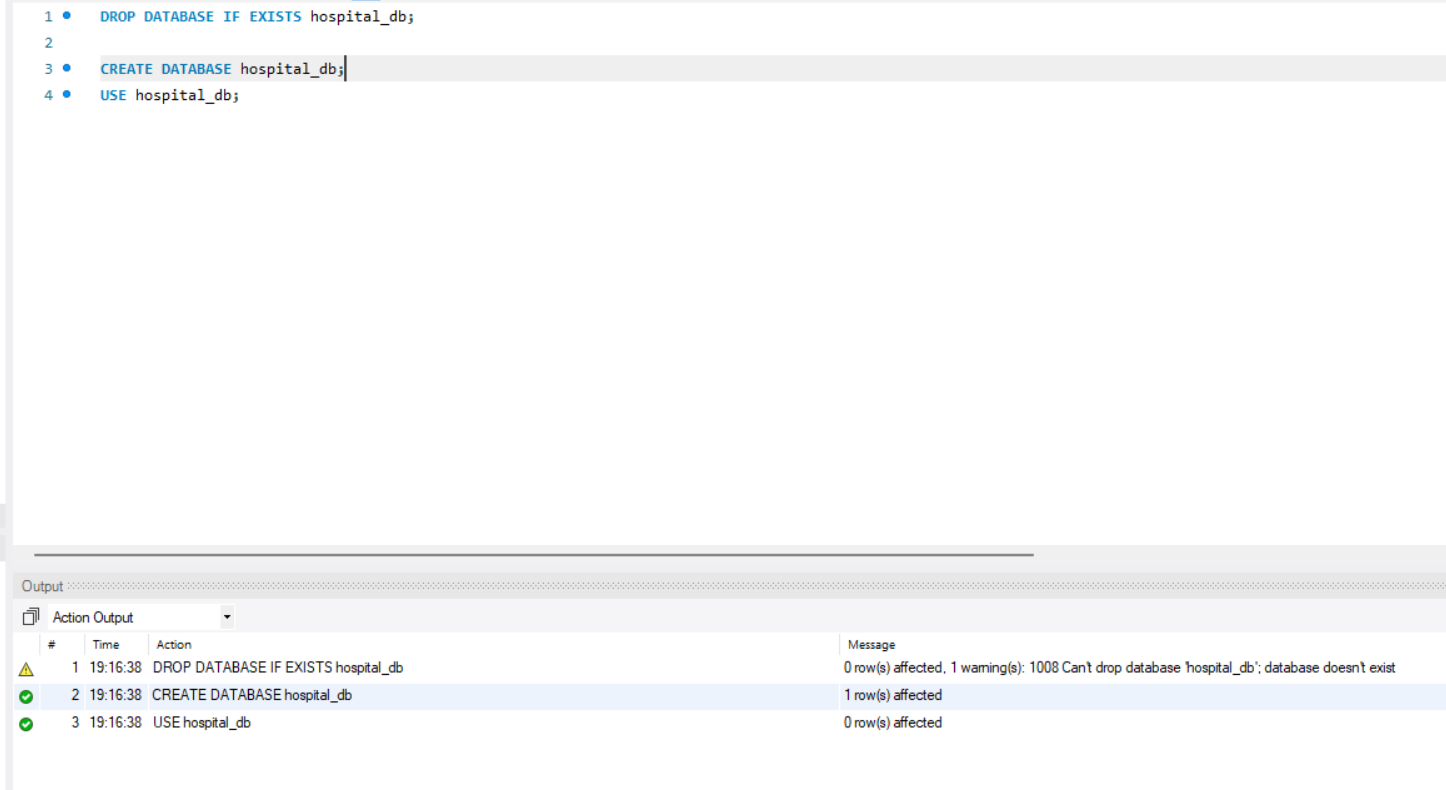 1 DROP DATABASE IF EXISTS hospital_db;
2
3 CREATE DATABASE hospital_db;
4 USE hospital_db;
Output
Action Output
# Time Action Message
1 19:16:38 DROP DATABASE IF EXISTS hospital_db 0 row(s) affected, 1 warning(s): 1008 Can't drop database 'hospital_db'; database doesn't exist
2 19:16:38 CREATE DATABASE hospital_db 1 row(s) affected
3 19:16:38 USE hospital_db 0 row(s) affected